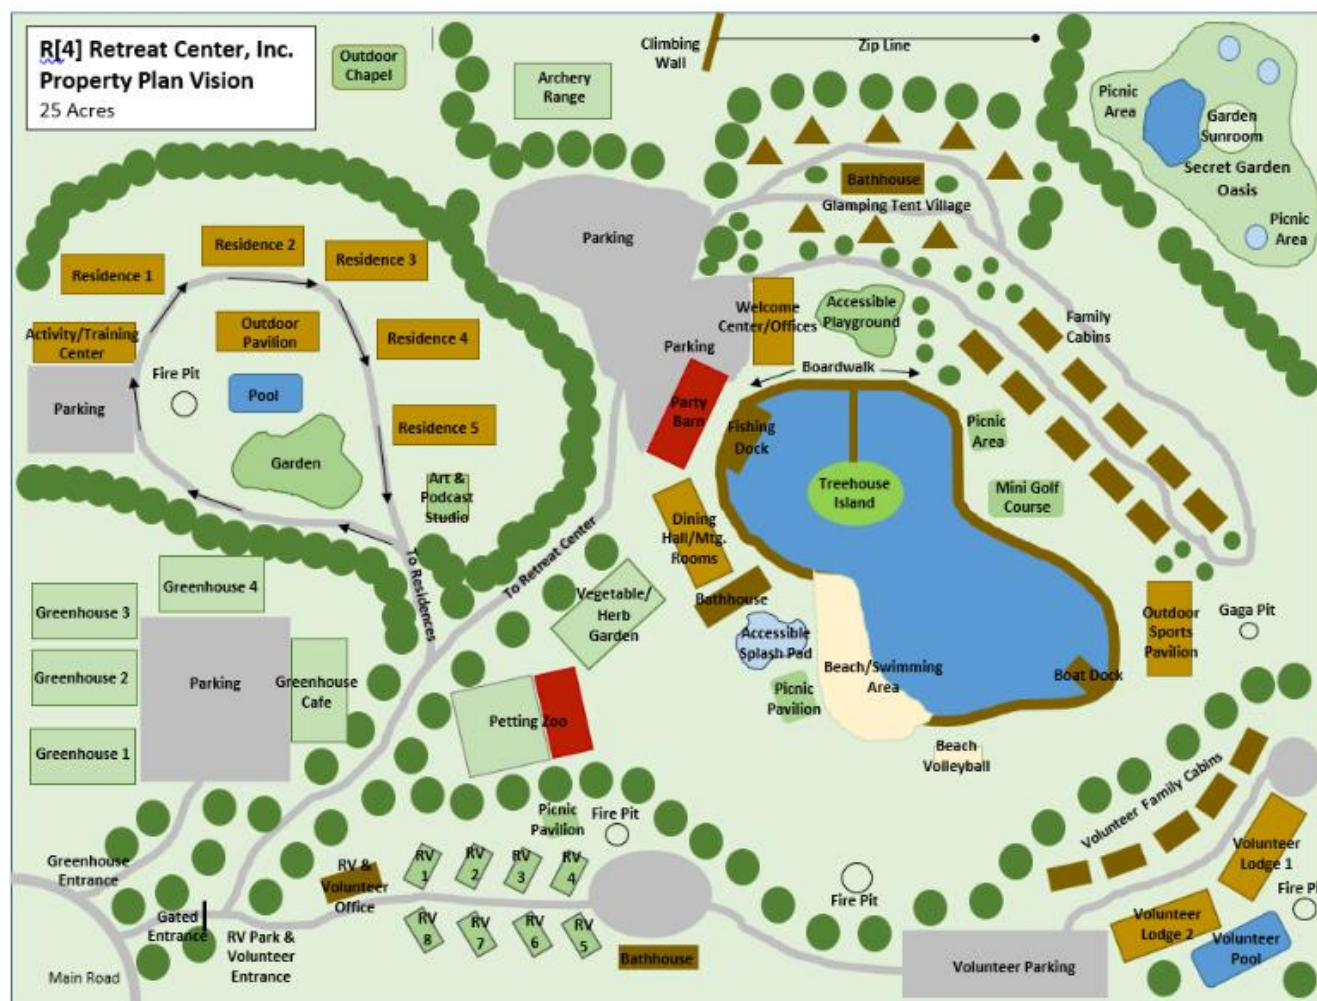 R[4] Retreat Center, Inc.
Property Plan Vision
25 Acres
Outdoor
Chapel
Archery
Range
Climbing
Wall
Zip Line
Picnic
Area
Garden
Sunroom
Secret Garden
Oasis
Picnic
Area
Bathhouse
Glamping Tent Village
Parking
Residence 1
Residence 2
Residence 3
Residence 4
Residence 5
Activity/Training
Center
Outdoor
Pavilion
Fire Pit
Pool
Parking
Garden
Art &
Podcast
Studio
Welcome
Center/Offices
Accessible
Playground
Family
Cabins
Parking
Boardwalk
Party
Barn
Fishing
Dock
Picnic
Area
Treehouse
Island
Mini Golf
Course
Dining
Hall/Mtg.
Rooms
Bathhouse
To Residences
To Retreat Center
Vegetable/
Herb
Garden
Accessible
Splash Pad
Picnic
Pavilion
Beach/Swimming
Area
Boat Dock
Outdoor
Sports
Pavilion
Gaga Pit
Beach
Volleyball
Greenhouse 4
Greenhouse 3
Greenhouse 2
Greenhouse 1
Parking
Greenhouse
Cafe
Petting Zoo
Picnic
Pavilion
Fire Pit
Greenhouse
Entrance
Gated
Entrance
RV Park &
Volunteer
Entrance
Main Road
RV &
Volunteer
Office
RV
1
RV
2
RV
3
RV
4
RV
8
RV
7
RV
6
RV
5
Bathhouse
Fire Pit
Volunteer Parking
Volunteer Family Cabins
Volunteer
Lodge 1
Volunteer
Lodge 2
Fire Pi
Volunteer
Pool